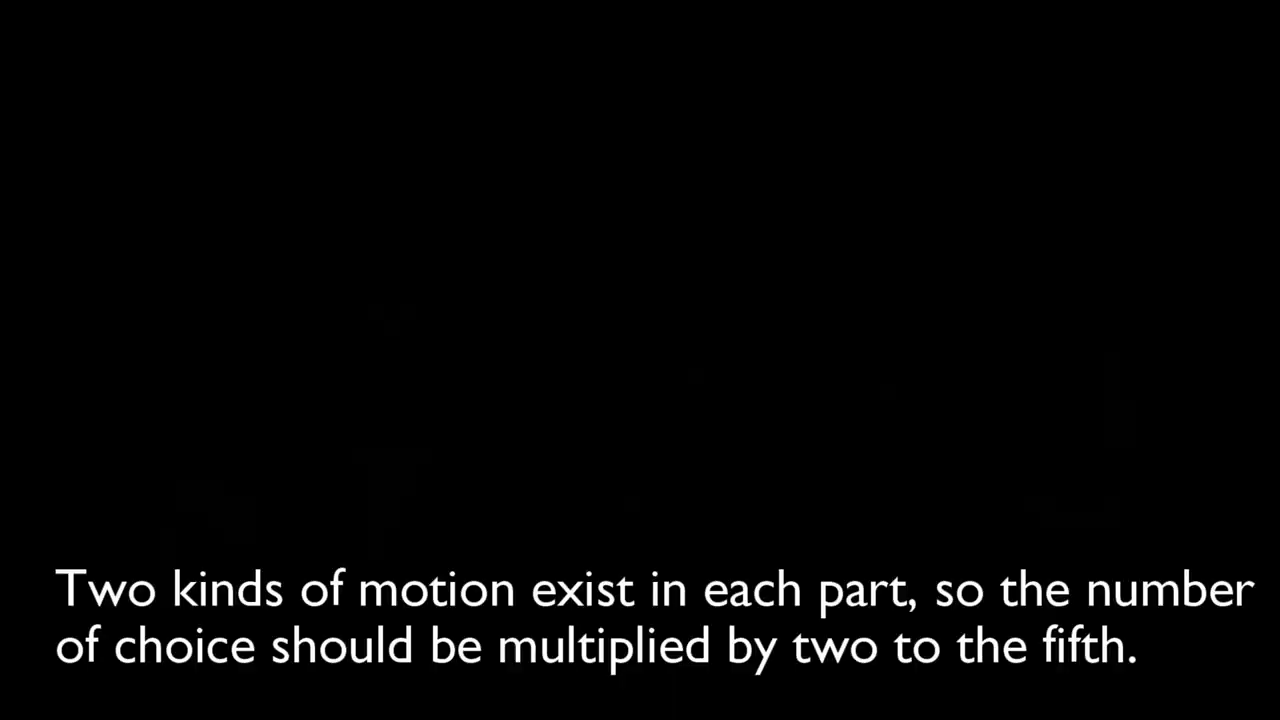 Two kinds of motion exist in each part, so the number
of choice should be multiplied by two to the fifth.